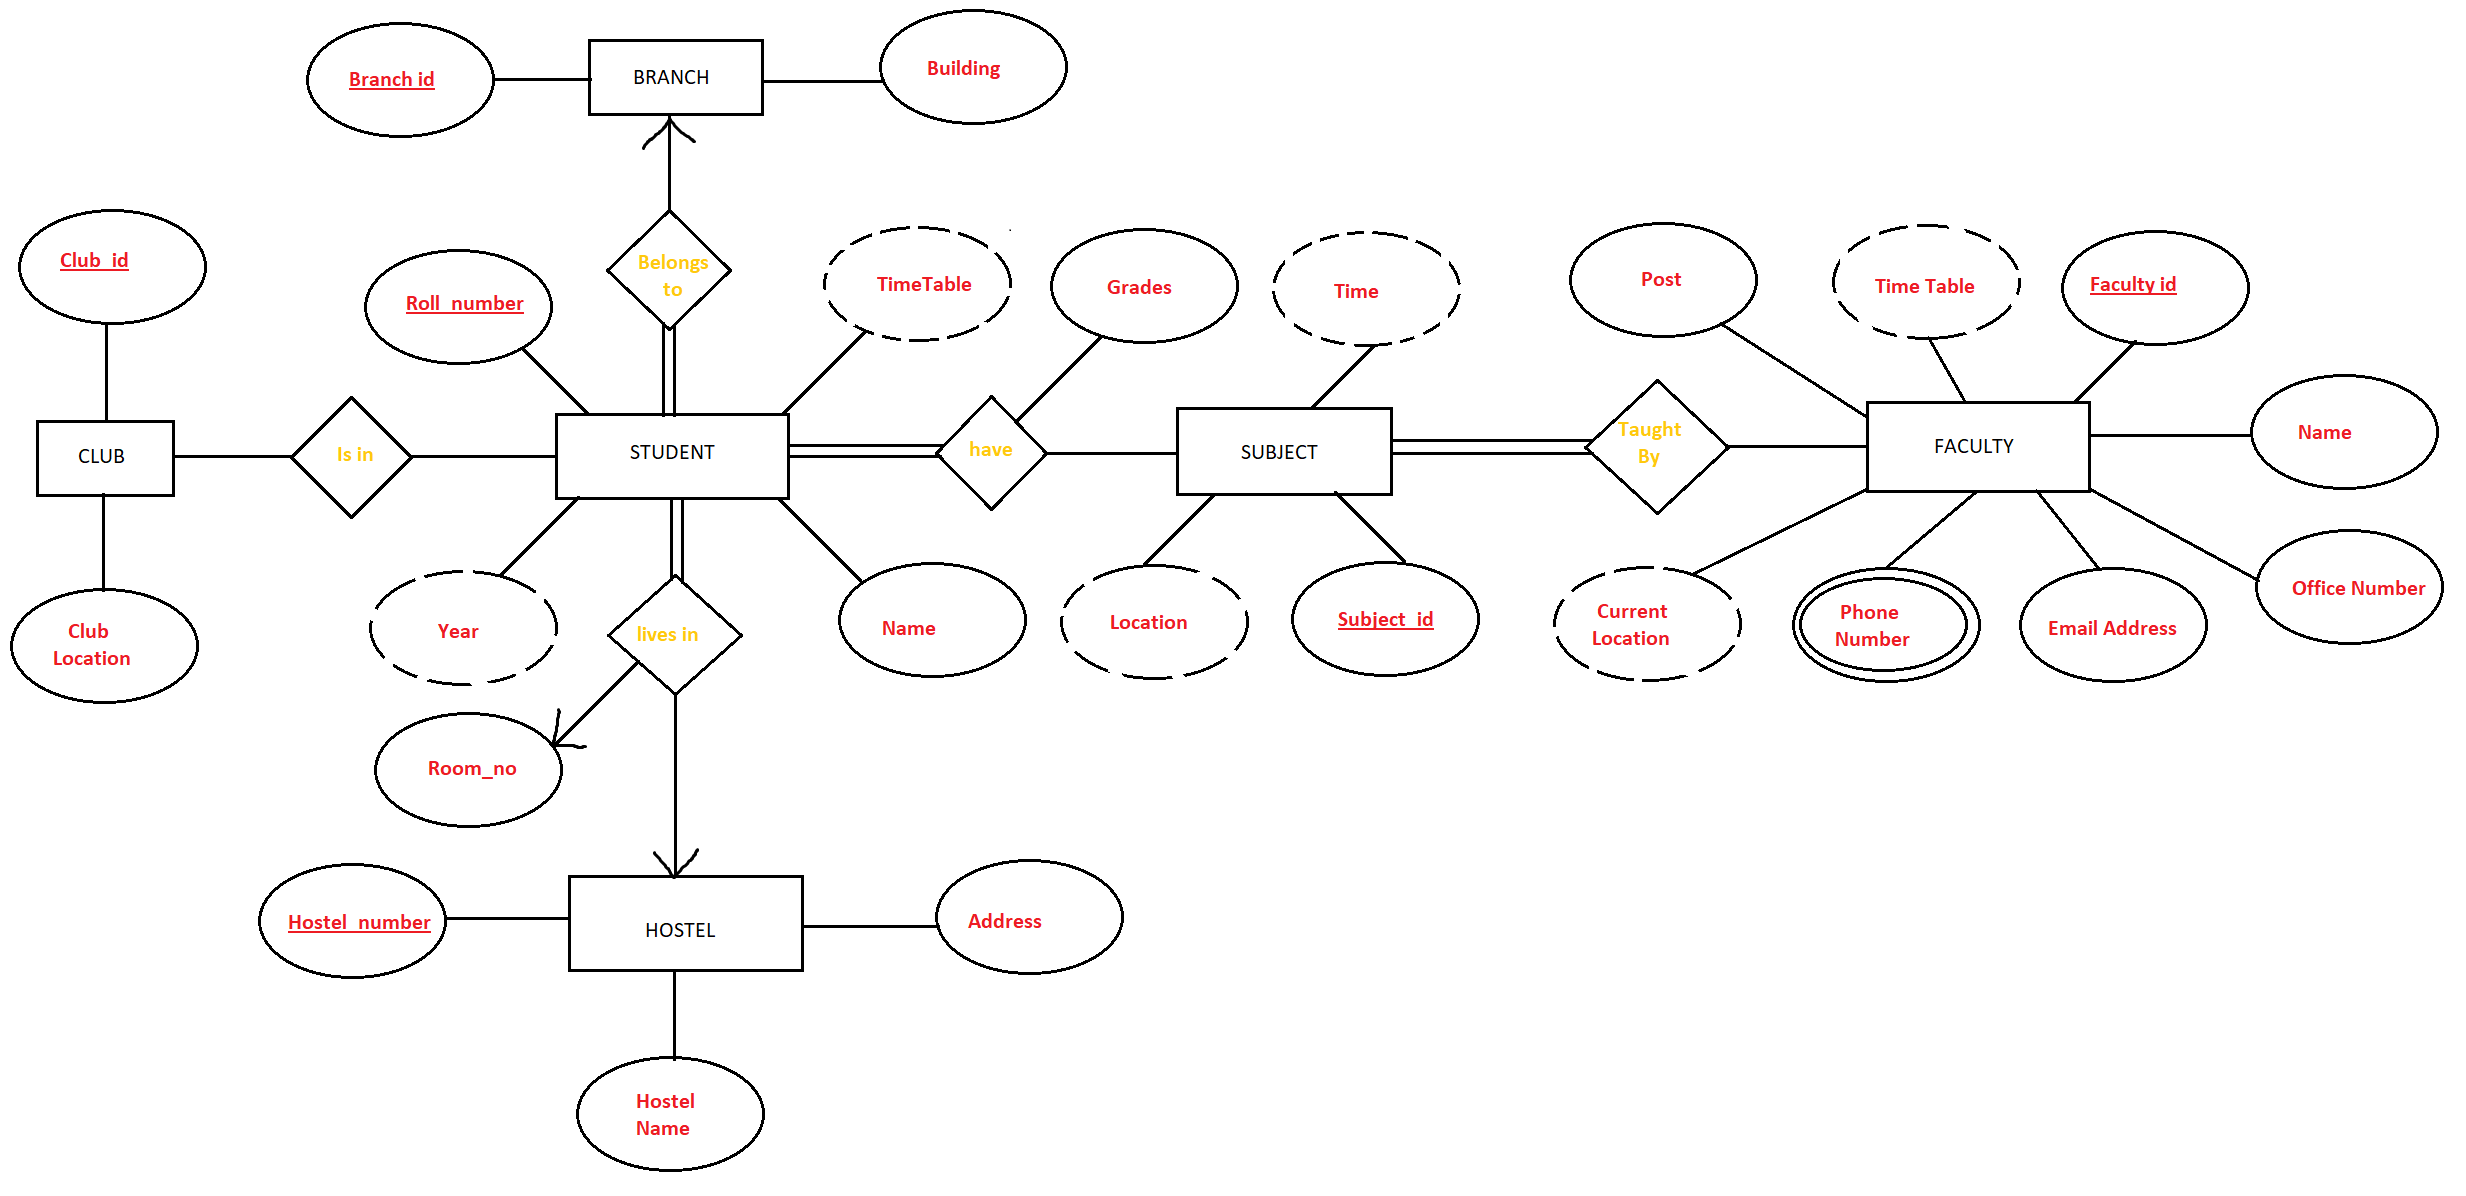 Branch id
BRANCH
Building
Club_id
Roll_number
Belongs
to
TimeTable
Grades
Time
Post
Time Table
Faculty id
CLUB
Is in
STUDENT
have
SUBJECT
Taught
By
FACULTY
Name
Club
Location
Year
lives in
Name
Location
Subject_id
Current
Location
Phone
Number
Email Address
Office Number
Room_no
Hostel_number
HOSTEL
Address
Hostel
Name